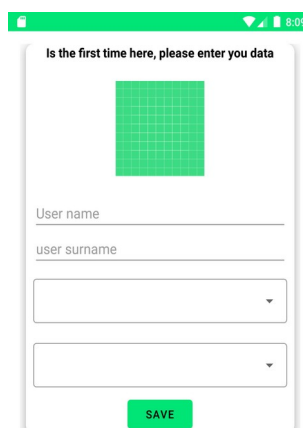 8:09
Is the first time here, please enter you data
User name
user surname
SAVE